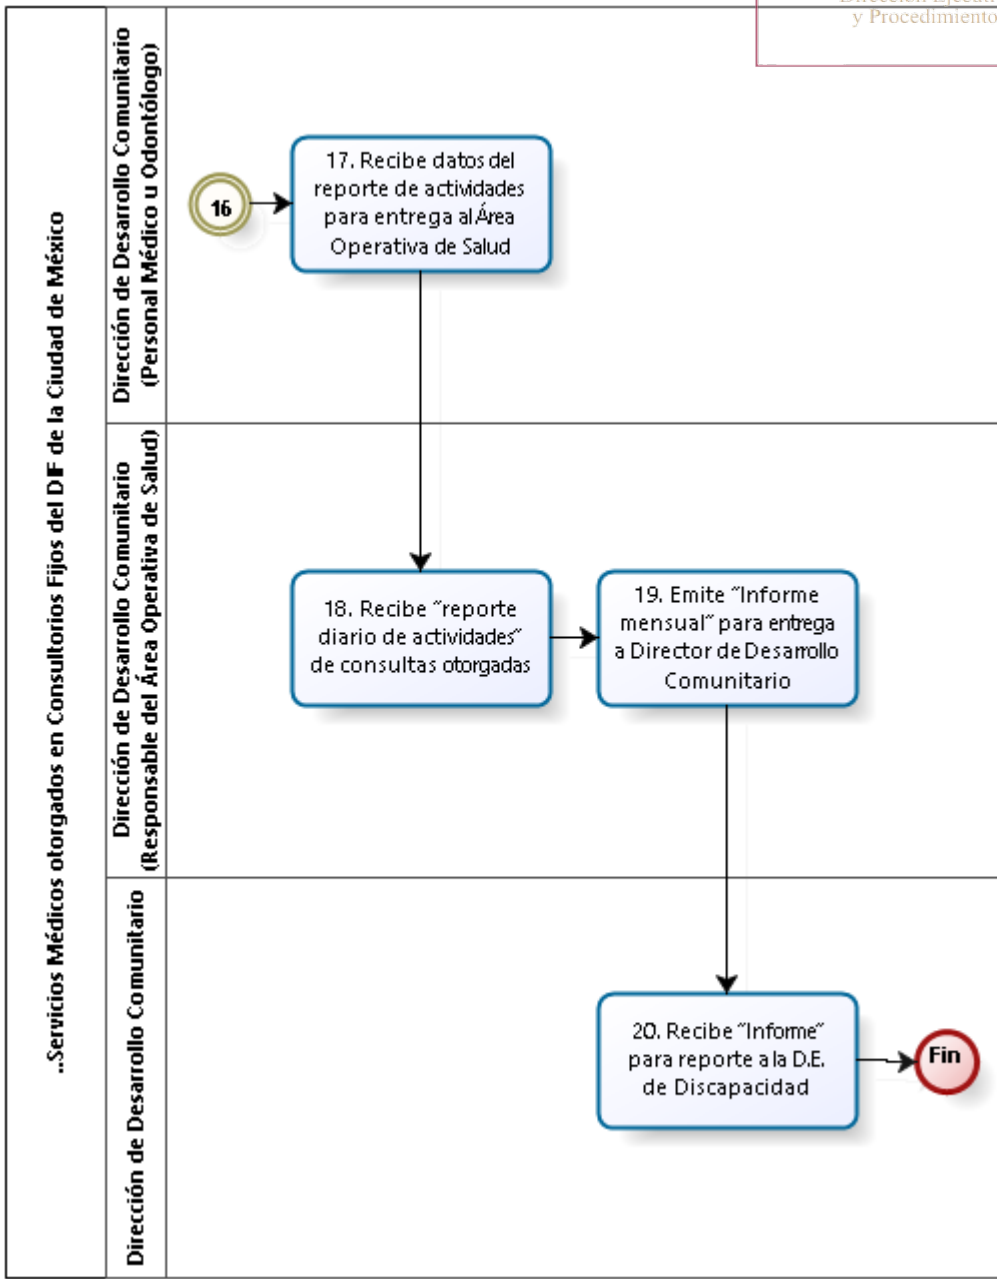 y Procedimiento
..Servicios Médicos otorgados en Consultorios Fijos del DIF de la Ciudad de México
Dirección de Desarrollo Comunitario
(Personal Médico u Odontólogo)
16
17. Recibe datos del
reporte de actividades
para entrega al Área
Operativa de Salud
Dirección de Desarrollo Comunitario
(Responsable del Área Operativa de Salud)
18. Recibe "reporte
diario de actividades"
de consultas otorgadas
19. Emite "Informe
mensual" para entrega
a Director de Desarrollo
Comunitario
Dirección de Desarrollo Comunitario
20. Recibe "Informe"
para reporte a la D.E.
de Discapacidad
Fin